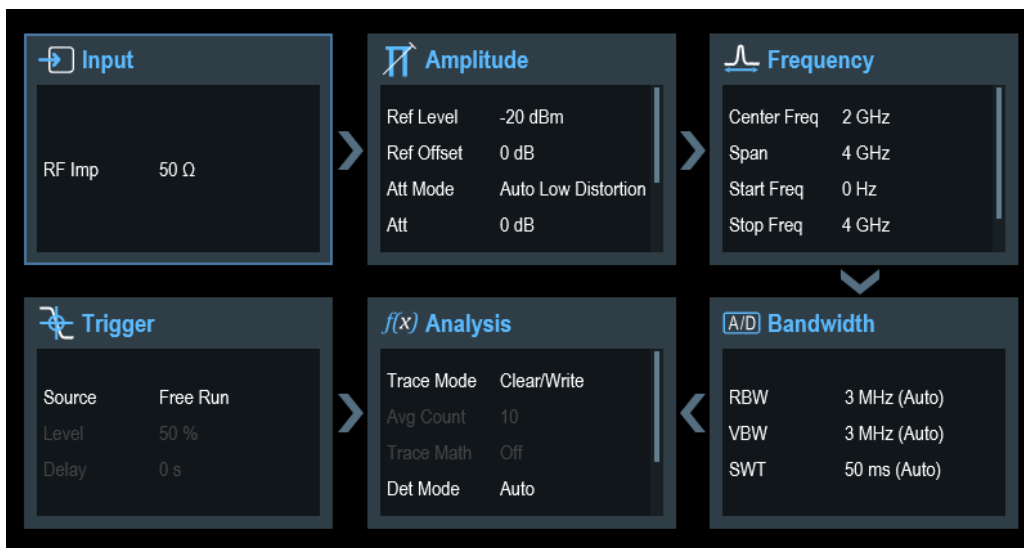 Input
RF Imp 50 Ω
Amplitude
Ref Level -20 dBm
Ref Offset 0 dB
Att Mode Auto Low Distortion
Att 0 dB
Frequency
Center Freq 2 GHz
Span 4 GHz
Start Freq 0 Hz
Stop Freq 4 GHz
Trigger
Source Free Run
Level 50 %
Delay 0 s
f(x) Analysis
Trace Mode Clear/Write
Avg Count 10
Trace Math Off
Det Mode Auto
A/D Bandwidth
RBW 3 MHz (Auto)
VBW 3 MHz (Auto)
SWT 50 ms (Auto)